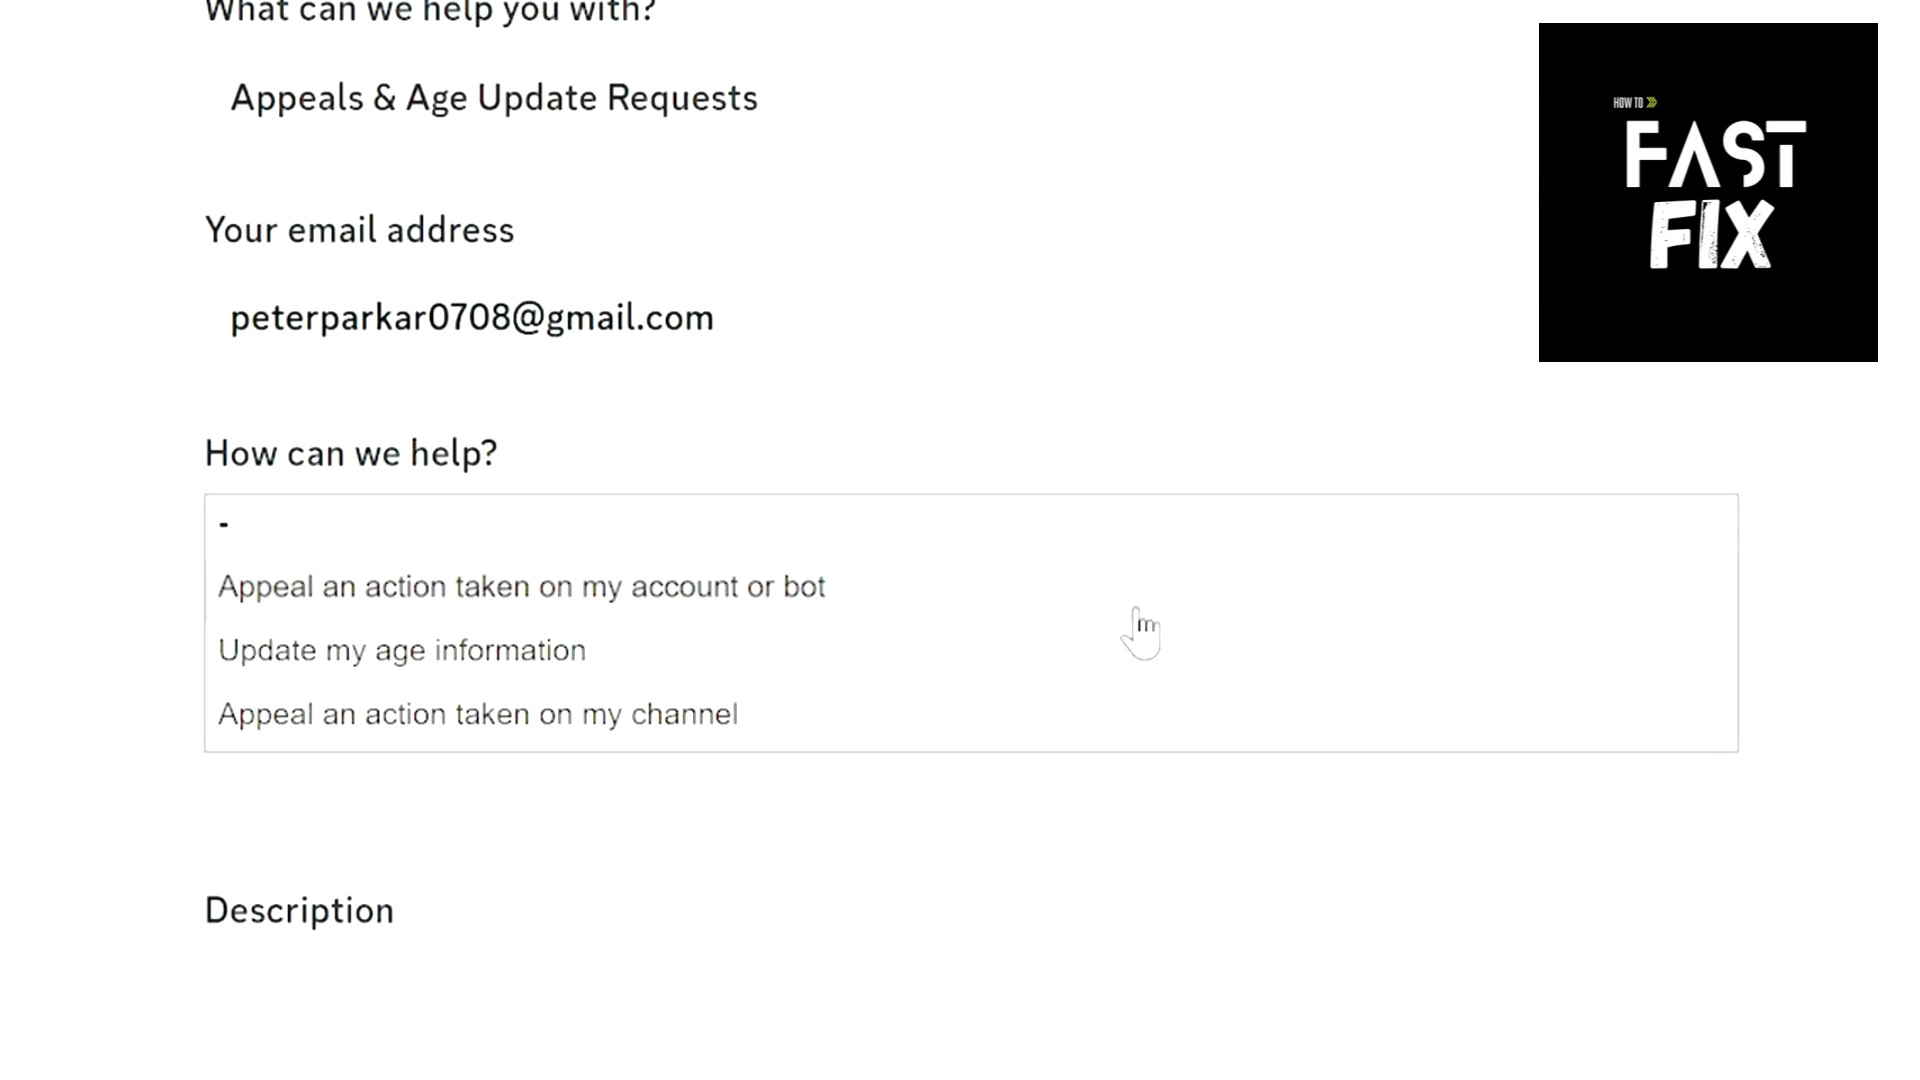 What can we help you with?
Appeals & Age Update Requests
HOW TO
FAST
FIX
Your email address
peterparkar0708@gmail.com
How can we help?
-
Appeal an action taken on my account or bot
Update my age information
Appeal an action taken on my channel
Description